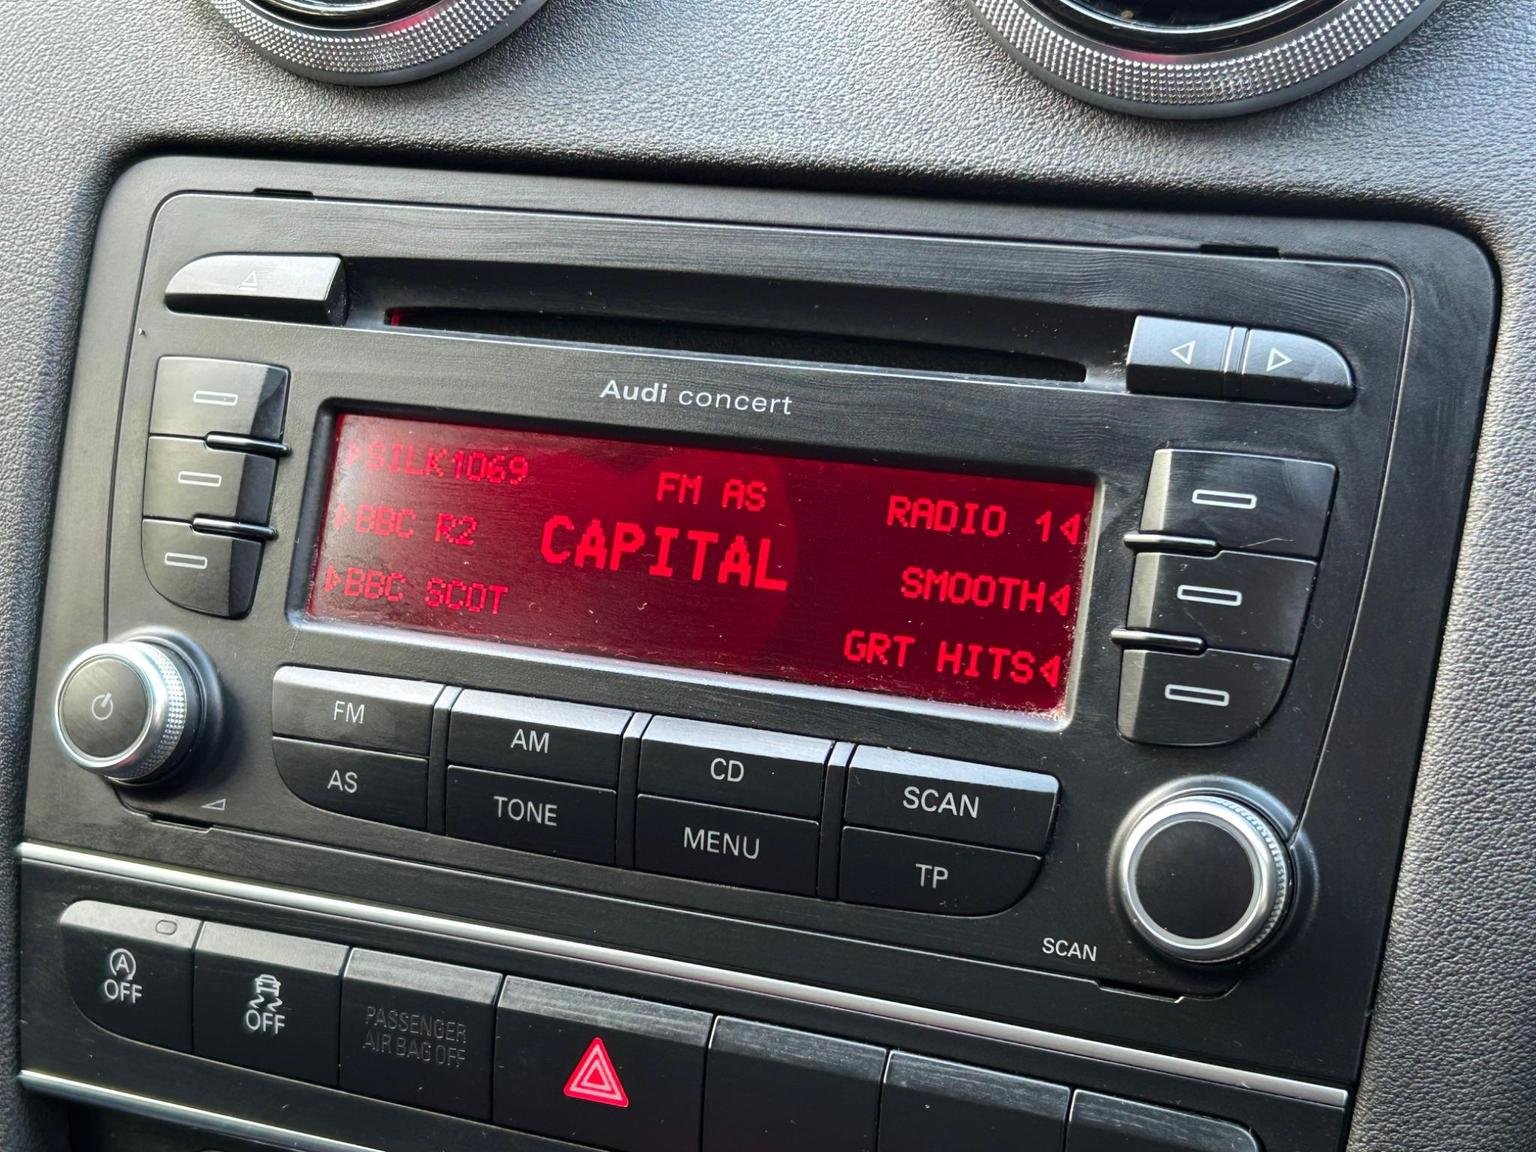 Audi concert
SILK1069
FM AS
RADIO 1
BBC R2
CAPITAL
SMOOTH
BBC SCOT
GRT HITS
FM
AM
CD
SCAN
AS
TONE
MENU
TP
SCAN
A
OFF
OFF
PASSENGER
AIR BAG OFF